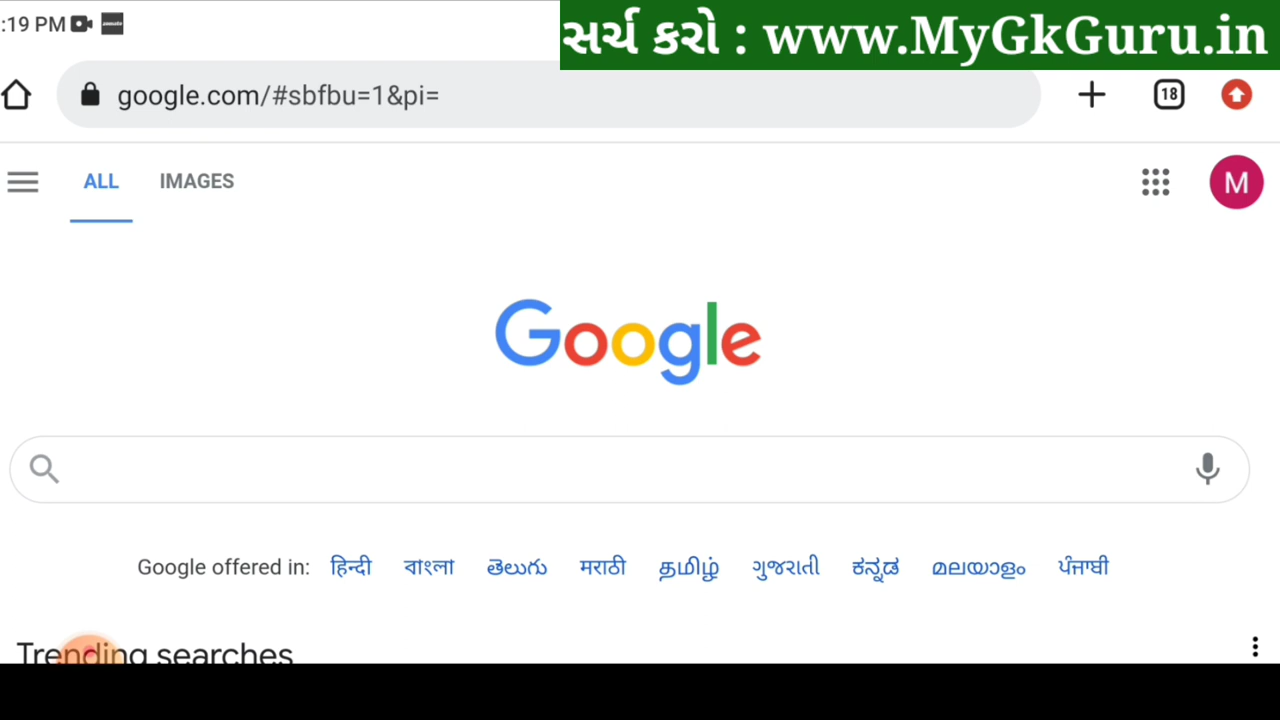 :19 PM
સર્ચ કરો : www.MyGkGuru.in
google.com/#sbfbu=1&pi=
18
ALL IMAGES
M
Google
Google offered in: हिन्दी বাংলা తెలుగు मराठी தமிழ் ગુજરાતી ಕನ್ನಡ മലയാളം ਪੰਜਾਬੀ
Trending searches